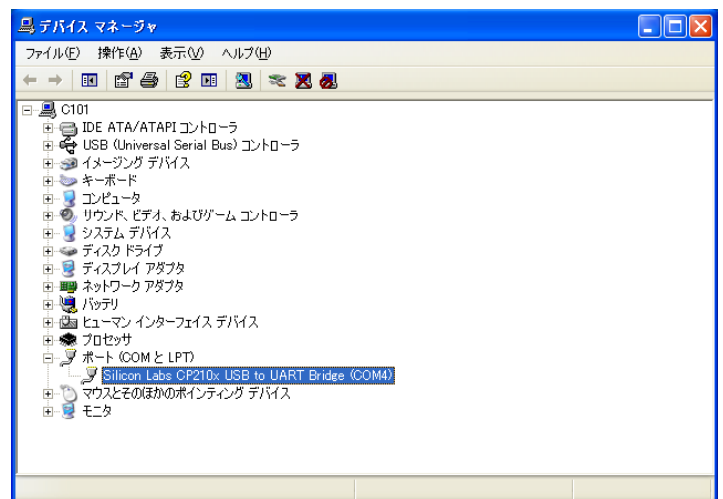 デバイス マネージャ
ファイル(F) 操作(A) 表示(V) ヘルプ(H)
C101
IDE ATA/ATAPI コントローラ
USB (Universal Serial Bus) コントローラ
イメージング デバイス
キーボード
コンピュータ
サウンド、ビデオ、およびゲーム コントローラ
システム デバイス
ディスク ドライブ
ディスプレイ アダプタ
ネットワーク アダプタ
バッテリ
ヒューマン インターフェイス デバイス
プロセッサ
ポート (COM と LPT)
Silicon Labs CP210x USB to UART Bridge (COM4)
マウスとそのほかのポインティング デバイス
モニタ